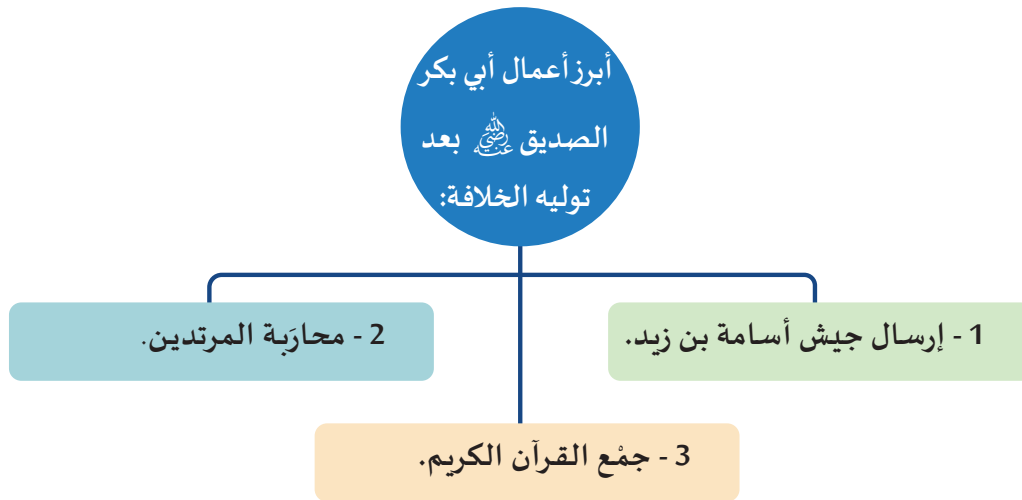 أبرز أعمال أبي بكر
الصديق رضي الله عنه بعد
توليه الخلافة:
1 - إرسال جيش أسامة بن زيد.
2 - محارَبة المرتدين.
3 - جمْع القرآن الكريم.